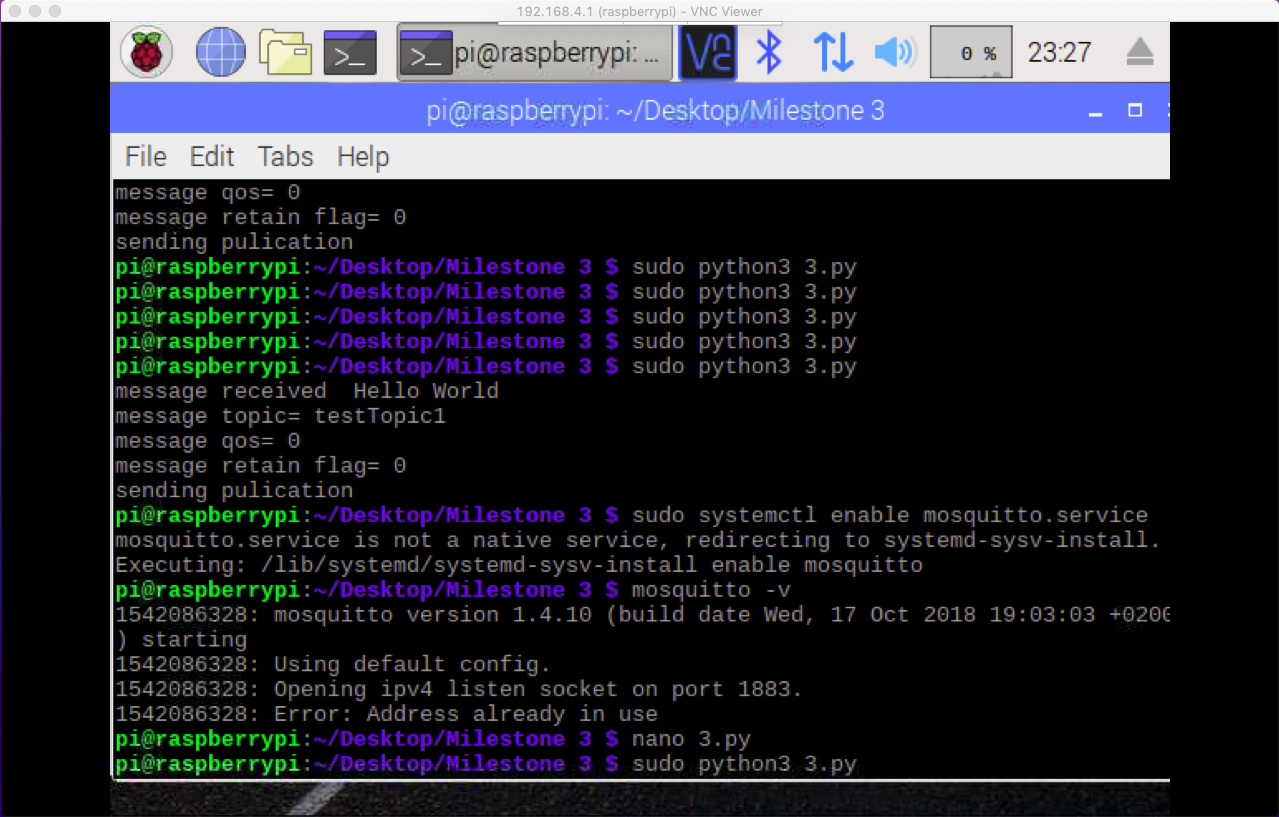 192.168.4.1 (raspberrypi) - VNC Viewer
pi@raspberrypi: ... 0 % 23:27
pi@raspberrypi: ~/Desktop/Milestone 3
File Edit Tabs Help
message qos= 0
message retain flag= 0
sending pulication
pi@raspberrypi:~/Desktop/Milestone 3 $ sudo python3 3.py
pi@raspberrypi:~/Desktop/Milestone 3 $ sudo python3 3.py
pi@raspberrypi:~/Desktop/Milestone 3 $ sudo python3 3.py
pi@raspberrypi:~/Desktop/Milestone 3 $ sudo python3 3.py
pi@raspberrypi:~/Desktop/Milestone 3 $ sudo python3 3.py
message received  Hello World
message topic= testTopic1
message qos= 0
message retain flag= 0
sending pulication
pi@raspberrypi:~/Desktop/Milestone 3 $ sudo systemctl enable mosquitto.service
mosquitto.service is not a native service, redirecting to systemd-sysv-install.
Executing: /lib/systemd/systemd-sysv-install enable mosquitto
pi@raspberrypi:~/Desktop/Milestone 3 $ mosquitto -v
1542086328: mosquitto version 1.4.10 (build date Wed, 17 Oct 2018 19:03:03 +0200
) starting
1542086328: Using default config.
1542086328: Opening ipv4 listen socket on port 1883.
1542086328: Error: Address already in use
pi@raspberrypi:~/Desktop/Milestone 3 $ nano 3.py
pi@raspberrypi:~/Desktop/Milestone 3 $ sudo python3 3.py